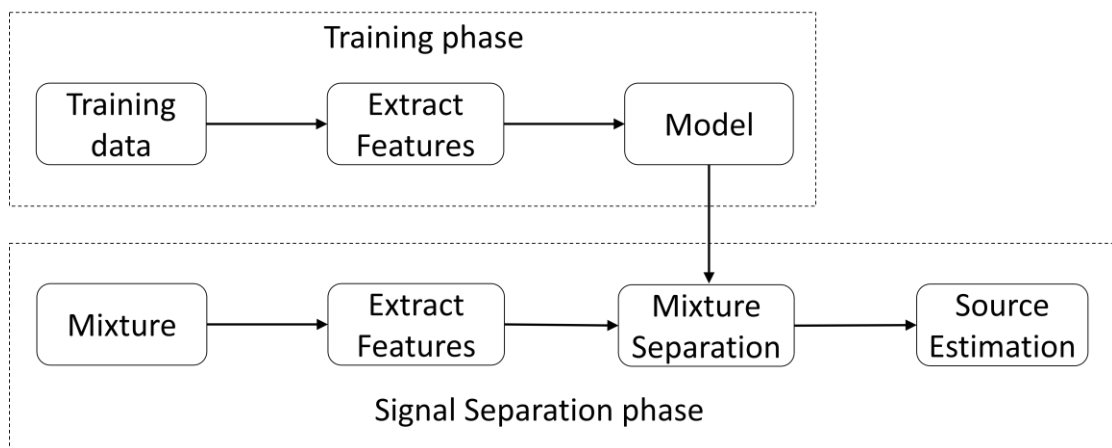 Training phase
Training
data
Extract
Features
Model
Mixture
Extract
Features
Mixture
Separation
Source
Estimation
Signal Separation phase